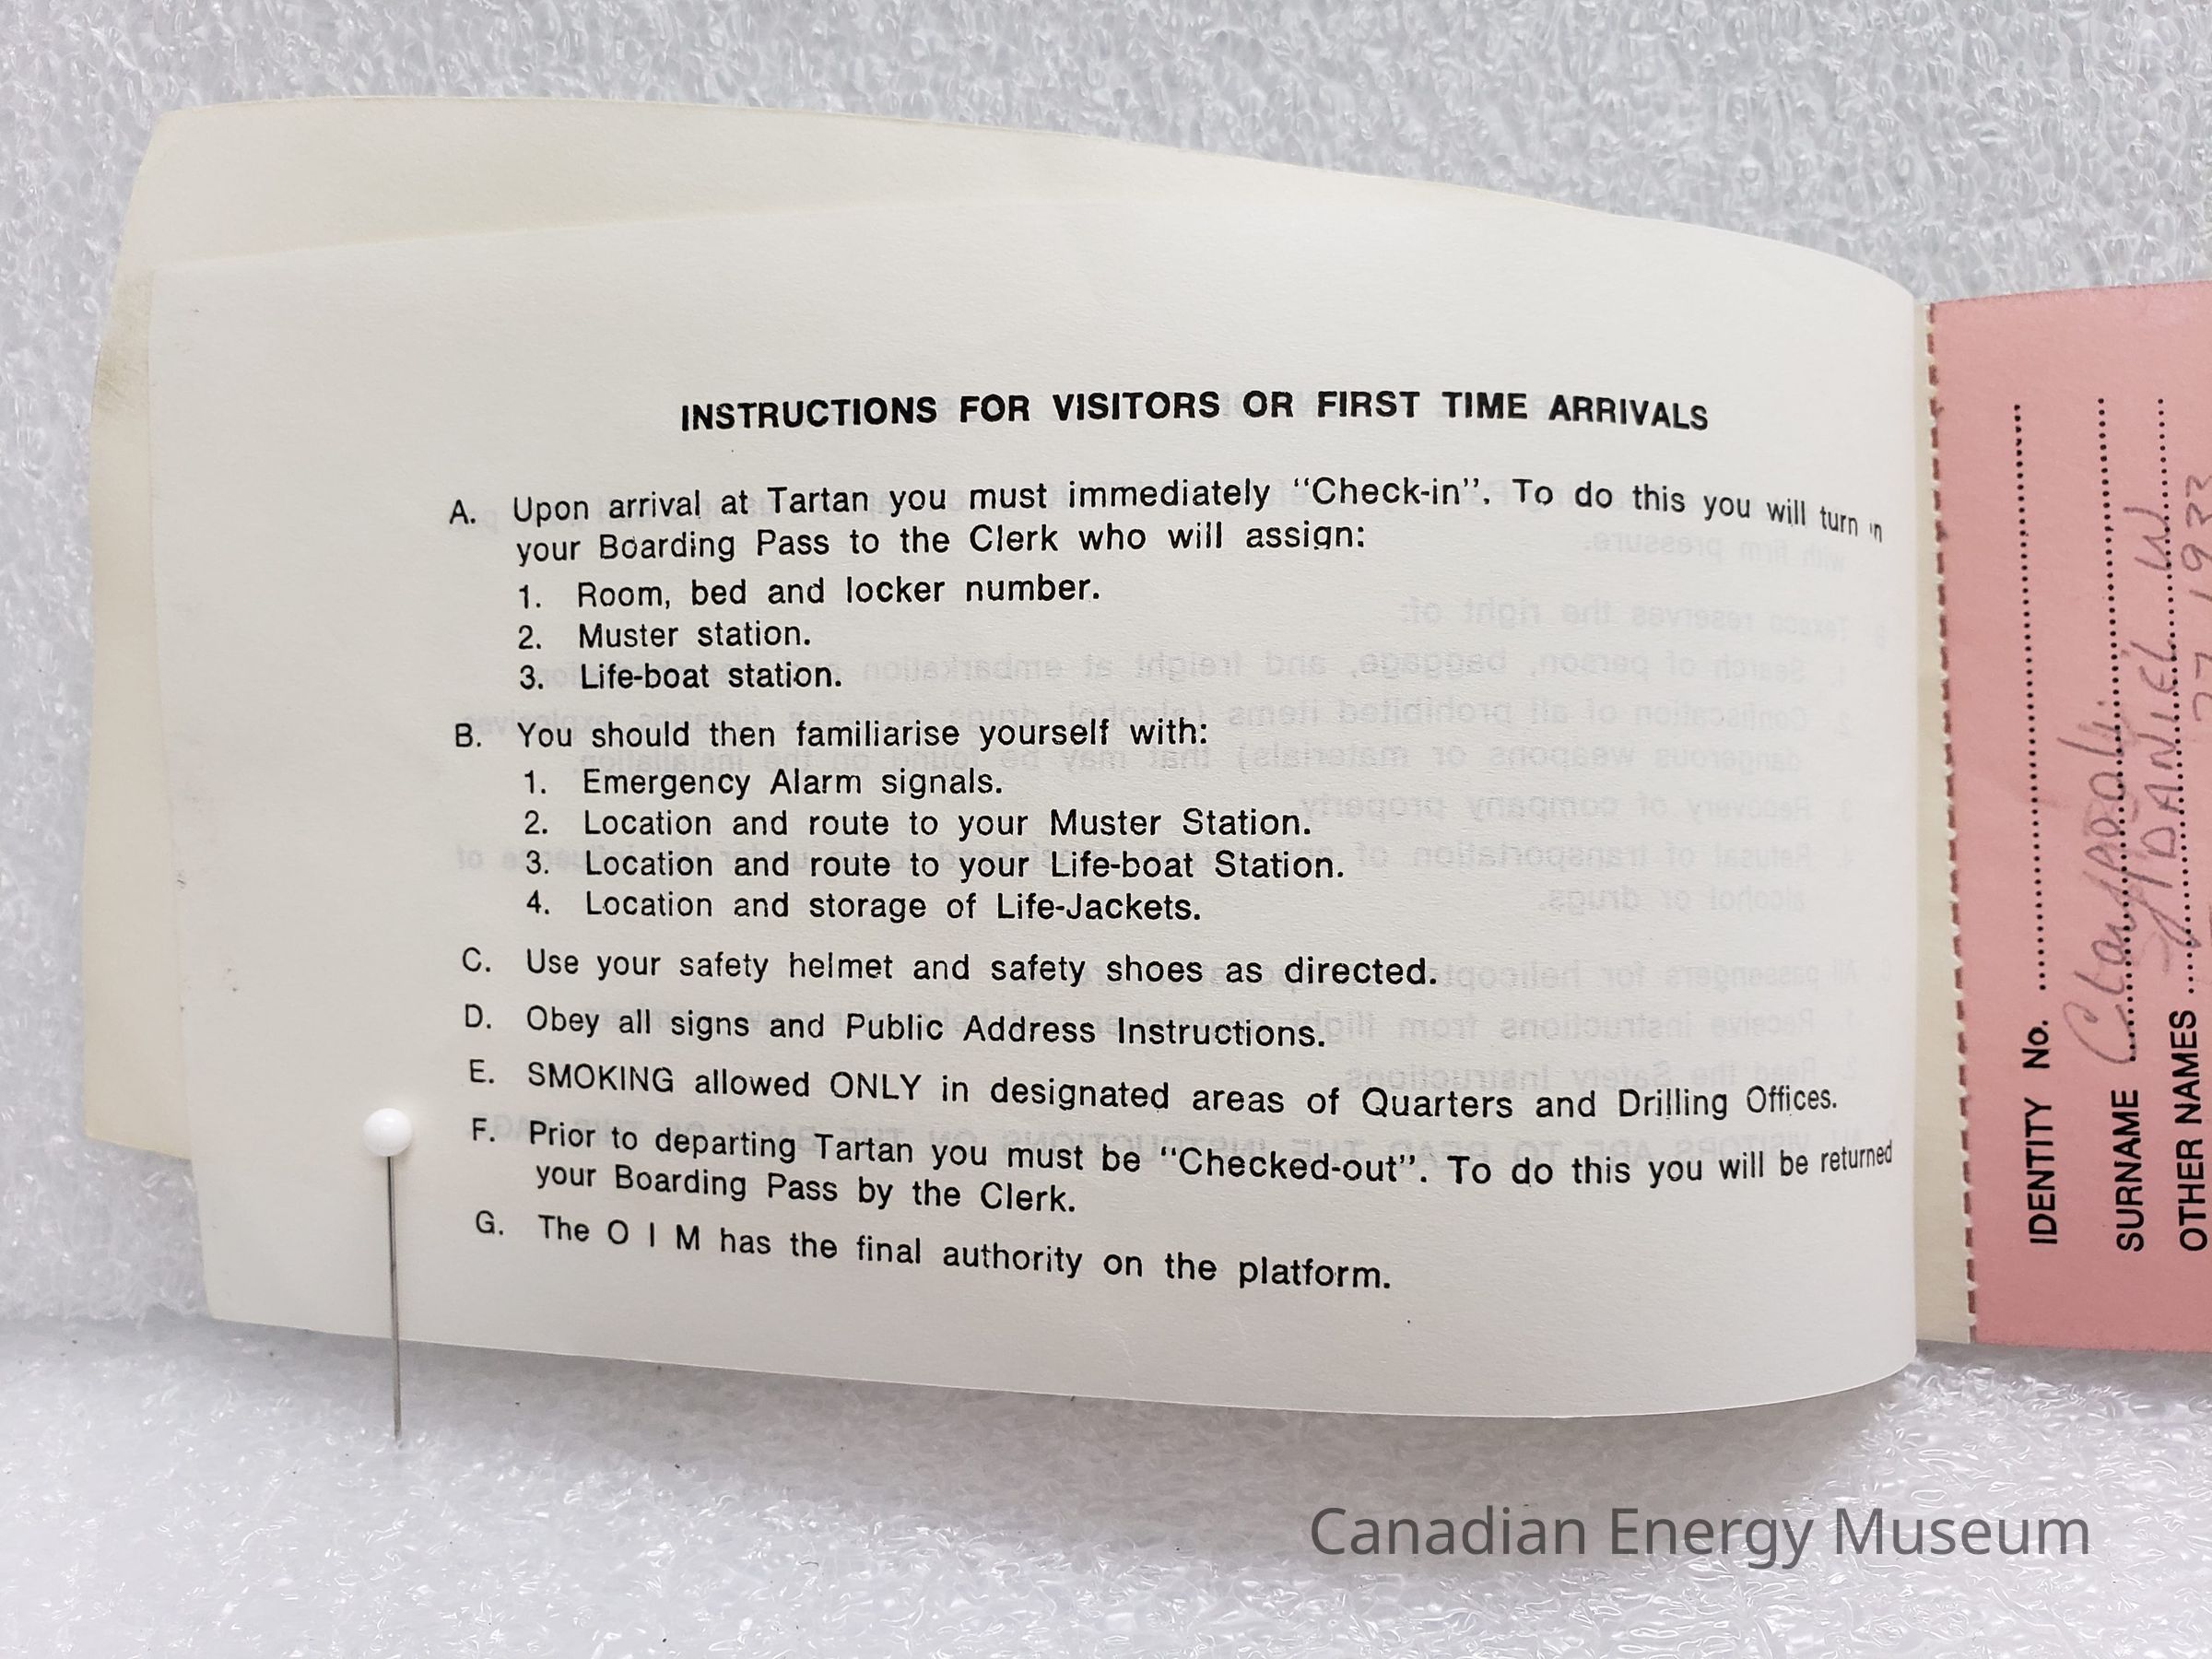 INSTRUCTIONS FOR VISITORS OR FIRST TIME ARRIVALS
A. Upon arrival at Tartan you must immediately "Check-in". To do this you will turn in
your Boarding Pass to the Clerk who will assign:
1. Room, bed and locker number.
2. Muster station.
3. Life-boat station.
B. You should then familiarise yourself with:
1. Emergency Alarm signals.
2. Location and route to your Muster Station.
3. Location and route to your Life-boat Station.
4. Location and storage of Life-Jackets.
C. Use your safety helmet and safety shoes as directed.
D. Obey all signs and Public Address Instructions.
E. SMOKING allowed ONLY in designated areas of Quarters and Drilling Offices.
F. Prior to departing Tartan you must be "Checked-out". To do this you will be returned
your Boarding Pass by the Clerk.
G. The O I M has the final authority on the platform.
IDENTITY No.
SURNAME
OTHER NAMES DANIEL W
1933
Canadian Energy Museum